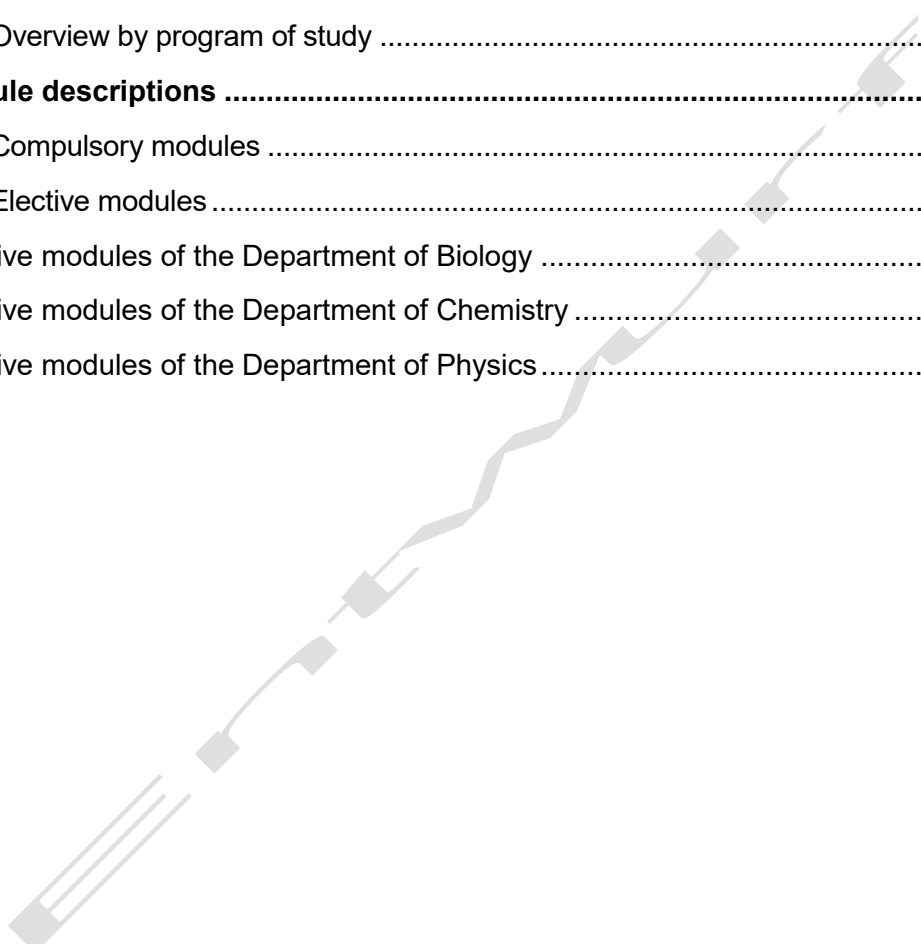 Overview by program of study ........................................................................
ule descriptions ........................................................................................
Compulsory modules ........................................................................................
Elective modules ........................................................................................
ive modules of the Department of Biology ..................................................
ive modules of the Department of Chemistry ..............................................
ive modules of the Department of Physics ..................................................